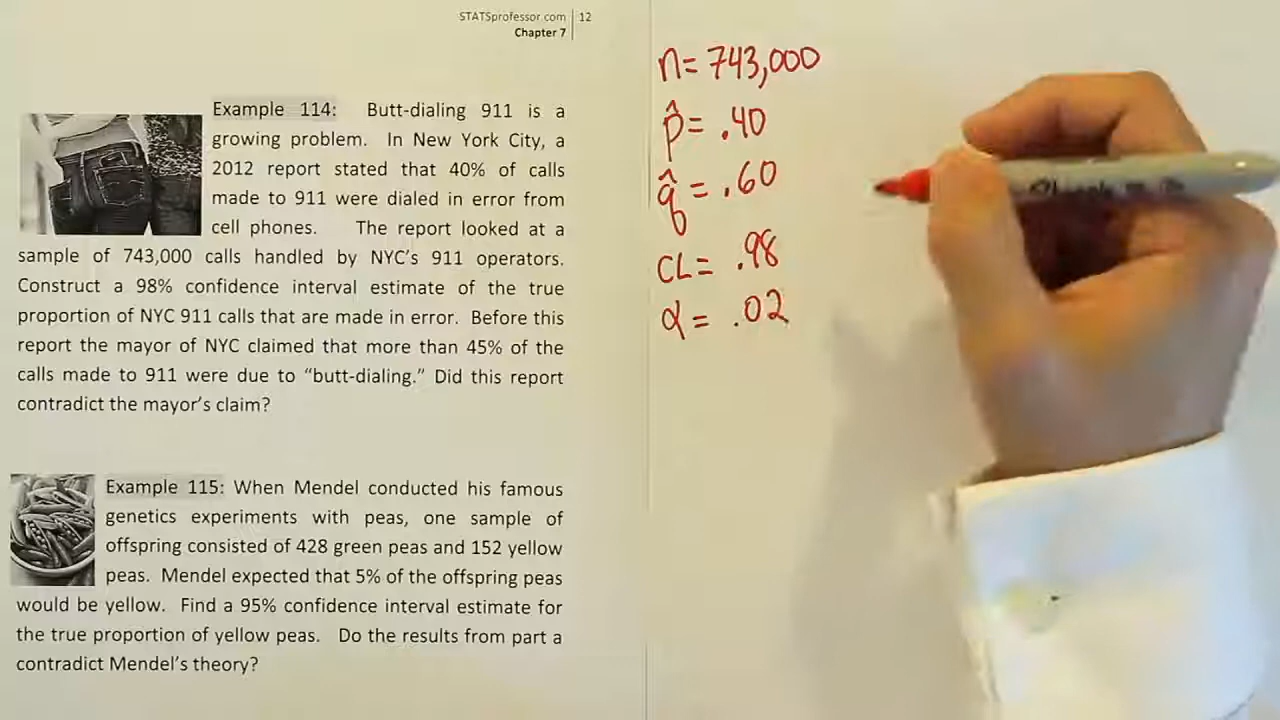 STATSprofessor.com 12
Chapter 7
Example 114: Butt-dialing 911 is a
growing problem. In New York City, a
2012 report stated that 40% of calls
made to 911 were dialed in error from
cell phones. The report looked at a
sample of 743,000 calls handled by NYC's 911 operators.
Construct a 98% confidence interval estimate of the true
proportion of NYC 911 calls that are made in error. Before this
report the mayor of NYC claimed that more than 45% of the
calls made to 911 were due to "butt-dialing." Did this report
contradict the mayor's claim?
Example 115: When Mendel conducted his famous
genetics experiments with peas, one sample of
offspring consisted of 428 green peas and 152 yellow
peas. Mendel expected that 5% of the offspring peas
would be yellow. Find a 95% confidence interval estimate for
the true proportion of yellow peas. Do the results from part a
contradict Mendel's theory?
n= 743,000
p̂= .40
q̂ = .60
CL= .98
α = .02